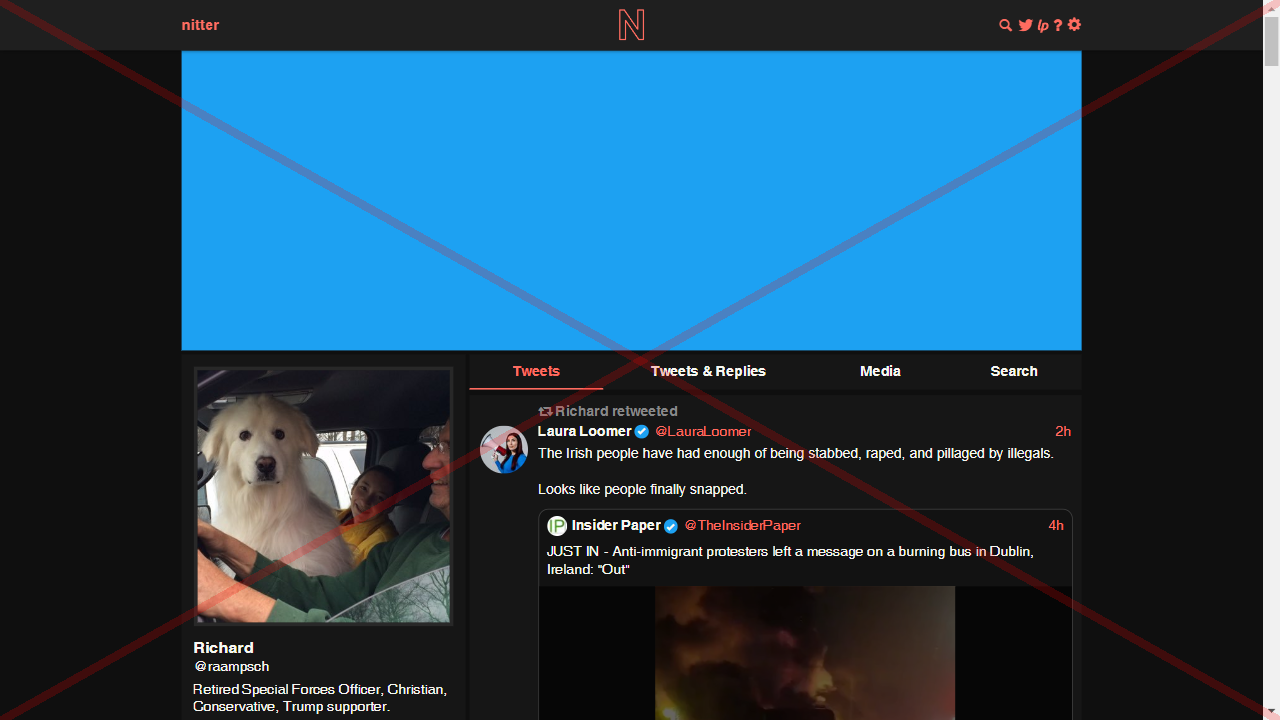 nitter
N
lp ?
Tweets
Tweets & Replies
Media
Search
Richard retweeted
Laura Loomer @LauraLoomer 2h
The Irish people have had enough of being stabbed, raped, and pillaged by illegals.
Looks like people finally snapped.
IP Insider Paper @TheInsiderPaper 4h
JUST IN - Anti-immigrant protesters left a message on a burning bus in Dublin,
Ireland: "Out"
Richard
@raampsch
Retired Special Forces Officer, Christian,
Conservative, Trump supporter.